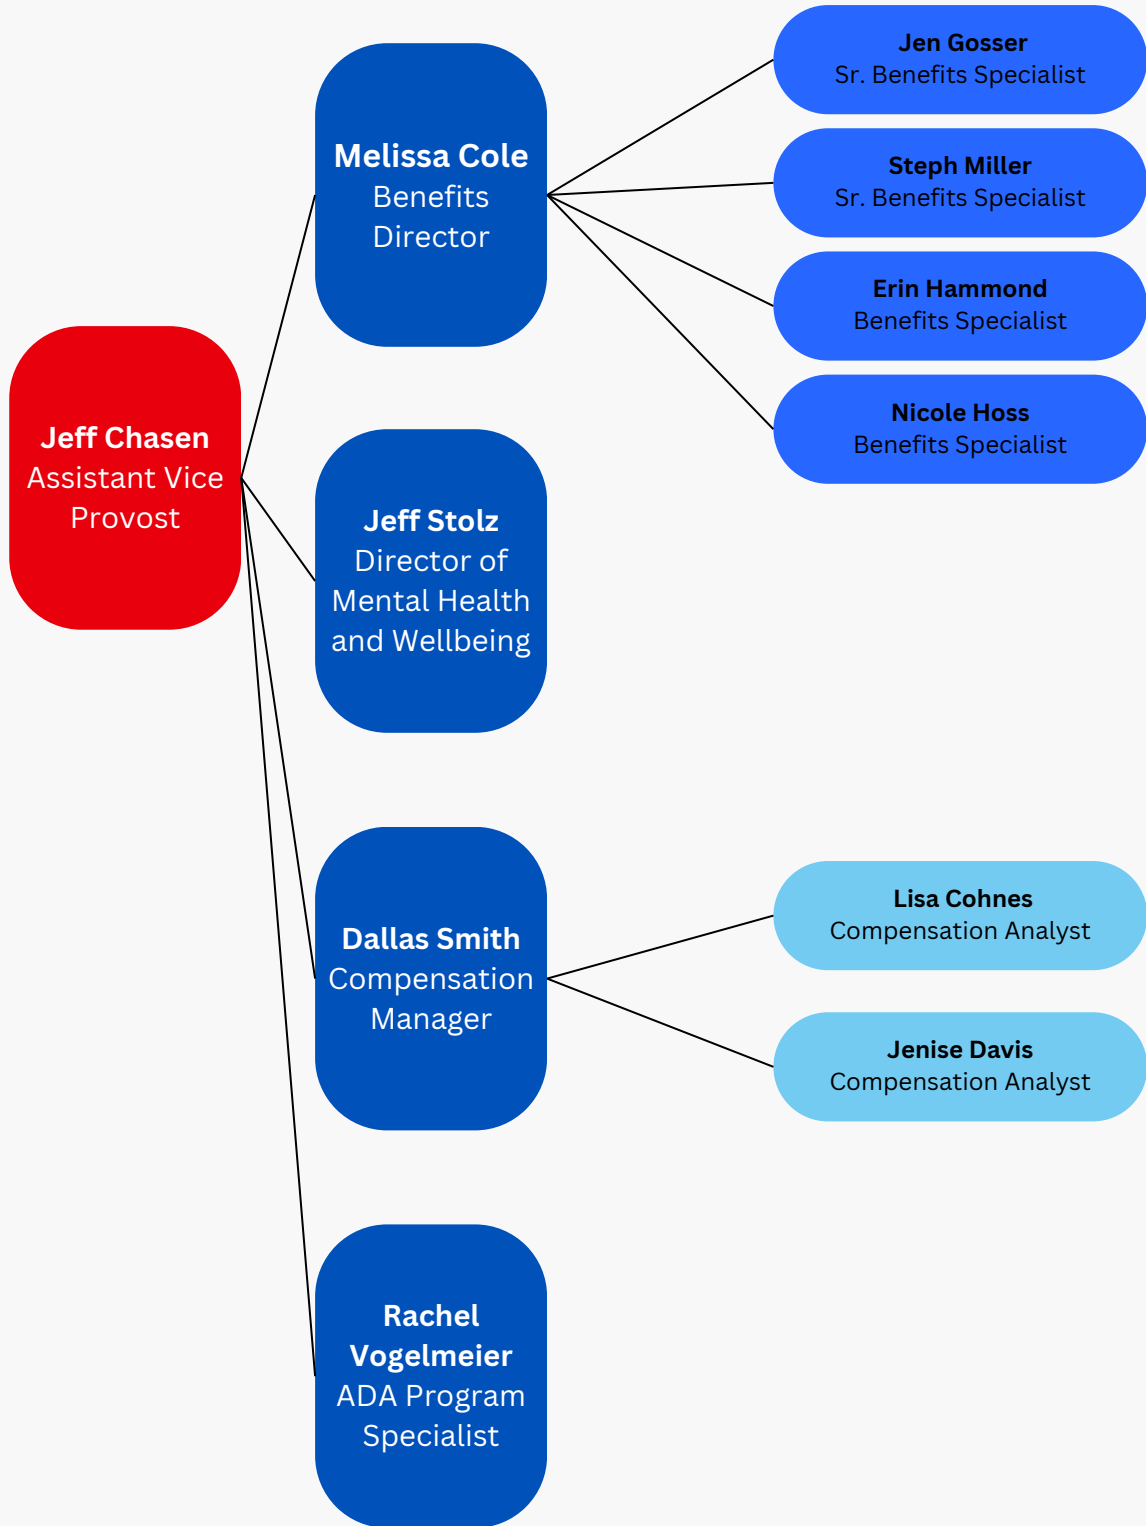 Jeff Chasen
Assistant Vice
Provost
Melissa Cole
Benefits
Director
Jen Gosser
Sr. Benefits Specialist
Steph Miller
Sr. Benefits Specialist
Erin Hammond
Benefits Specialist
Nicole Hoss
Benefits Specialist
Jeff Stolz
Director of
Mental Health
and Wellbeing
Dallas Smith
Compensation
Manager
Lisa Cohnes
Compensation Analyst
Jenise Davis
Compensation Analyst
Rachel
Vogelmeier
ADA Program
Specialist